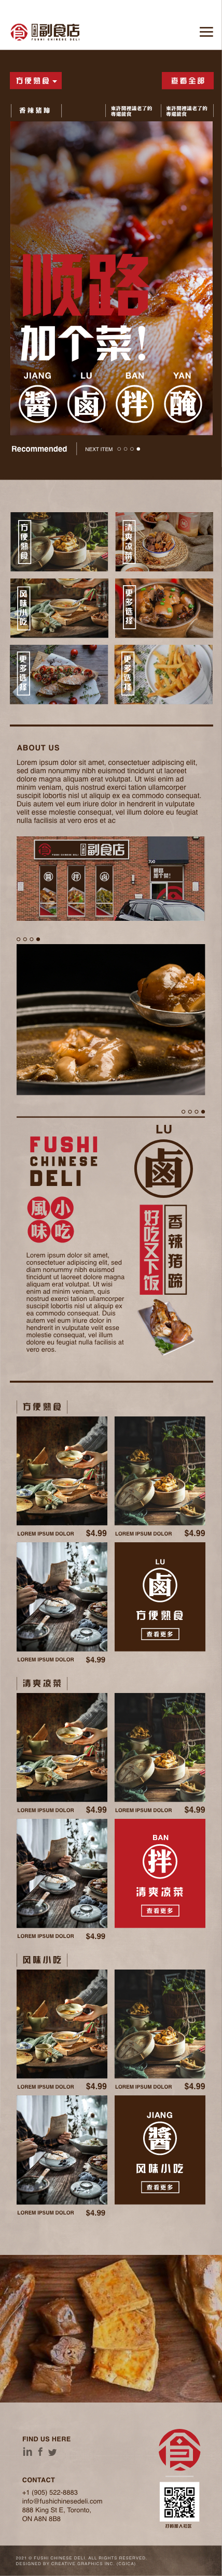 食 副食店
FUSHI CHINESE DELI
方便熟食
查看全部
香辣猪蹄
顺路
加个菜!
JIANG LU BAN YAN
醬 鹵 拌 醃
Recommended
NEXT ITEM
方便熟食
清爽凉菜
风味小吃
更多选择
更多选择
更多选择
ABOUT US
Lorem ipsum dolor sit amet, consectetuer adipiscing elit,
sed diam nonummy nibh euismod tincidunt ut laoreet
dolore magna aliquam erat volutpat. Ut wisi enim ad
minim veniam, quis nostrud exerci tation ullamcorper
suscipit lobortis nisl ut aliquip ex ea commodo consequat.
Duis autem vel eum iriure dolor in hendrerit in vulputate
velit esse molestie consequat, vel illum dolore eu feugiat
nulla facilisis at vero eros et ac
副食店
LU
鹵
FUSHI
CHINESE
DELI
風小
味吃
好吃又下饭
香辣猪蹄
Lorem ipsum dolor sit amet,
consectetuer adipiscing elit, sed
diam nonummy nibh euismod
tincidunt ut laoreet dolore magna
aliquam erat volutpat. Ut wisi
enim ad minim veniam, quis
nostrud exerci tation ullamcorper
suscipit lobortis nisl ut aliquip ex
ea commodo consequat. Duis
autem vel eum iriure dolor in
hendrerit in vulputate velit esse
molestie consequat, vel illum
dolore eu feugiat nulla facilisis at
vero eros.
方便熟食
LOREM IPSUM DOLOR $4.99
LOREM IPSUM DOLOR $4.99
LU
鹵
方便熟食
查看更多
LOREM IPSUM DOLOR $4.99
清爽凉菜
LOREM IPSUM DOLOR $4.99
LOREM IPSUM DOLOR $4.99
BAN
拌
清爽凉菜
查看更多
LOREM IPSUM DOLOR $4.99
风味小吃
LOREM IPSUM DOLOR $4.99
LOREM IPSUM DOLOR $4.99
JIANG
醬
风味小吃
查看更多
LOREM IPSUM DOLOR $4.99
FIND US HERE
in f
食
CONTACT
+1 (905) 522-8883
info@fushichinesedeli.com
888 King St E, Toronto,
ON A8N 8B8
2021 © FUSHI CHINESE DELI. ALL RIGHTS RESERVED.
DESIGNED BY CREATIVE GRAPHICS INC. (CGICA)